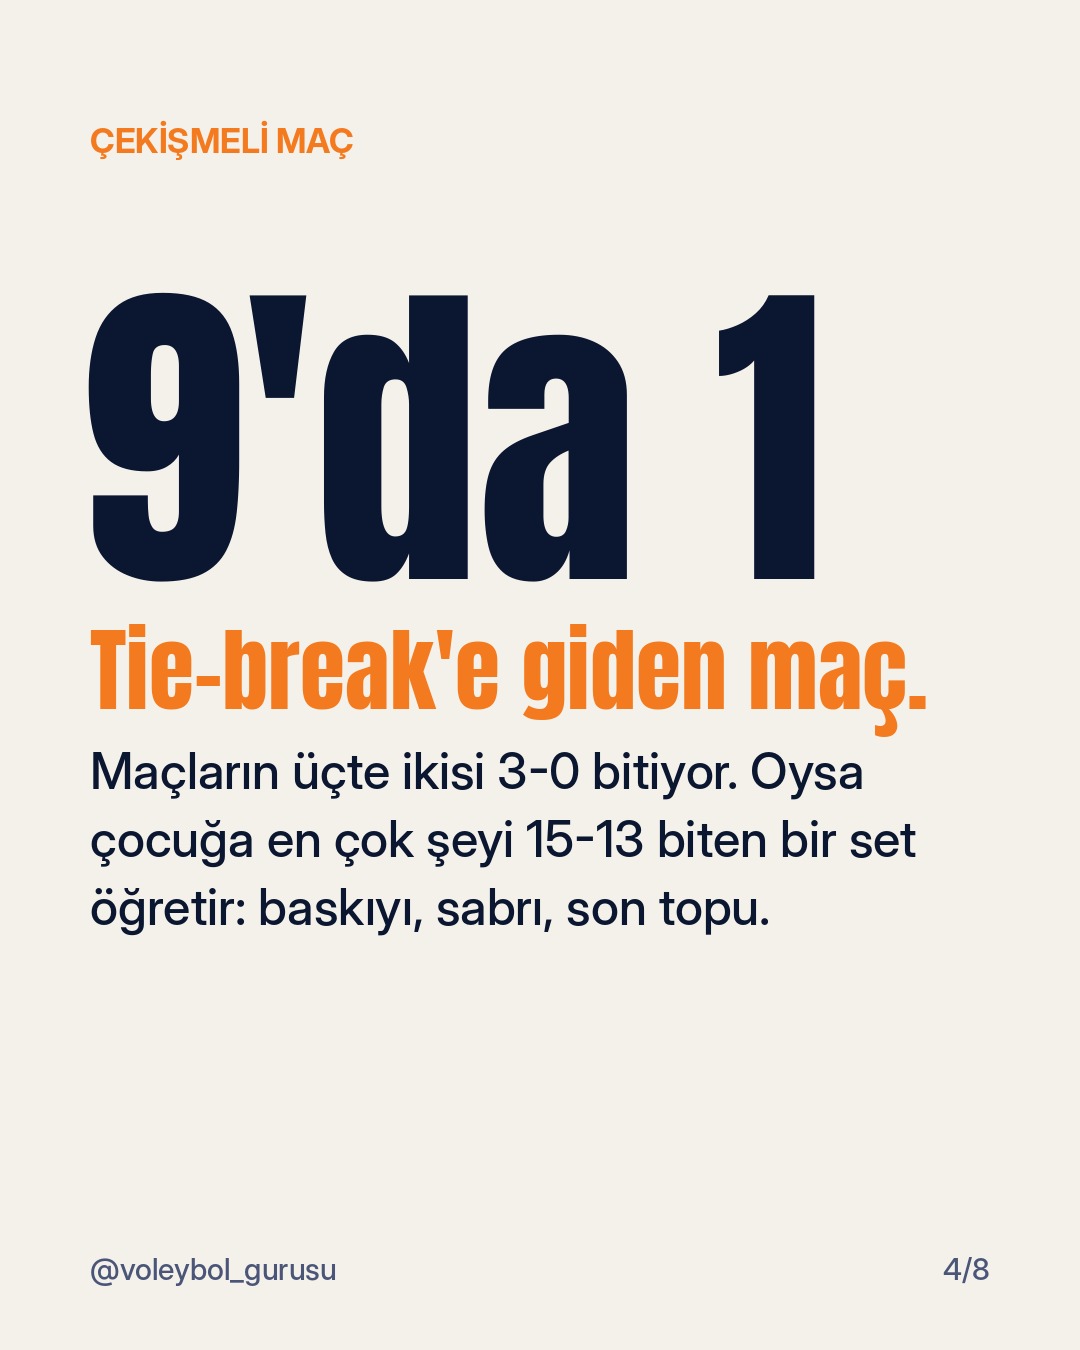 ÇEKİŞMELİ MAÇ
9'da 1
Tie-break'e giden maç.
Maçların üçte ikisi 3-0 bitiyor. Oysa
çocuğa en çok şeyi 15-13 biten bir set
öğretir: baskıyı, sabrı, son topu.
@voleybol_gurusu
4/8